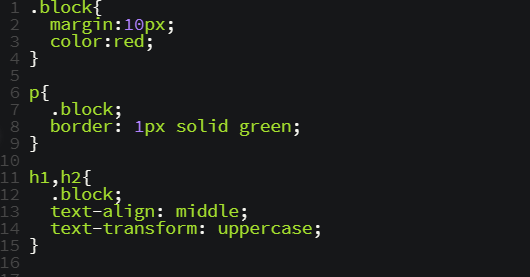 1 .block{
2 margin:10px;
3 color:red;
4 }
5
6 p{
7 .block;
8 border: 1px solid green;
9 }
10
11 h1,h2{
12 .block;
13 text-align: middle;
14 text-transform: uppercase;
15 }
16
17